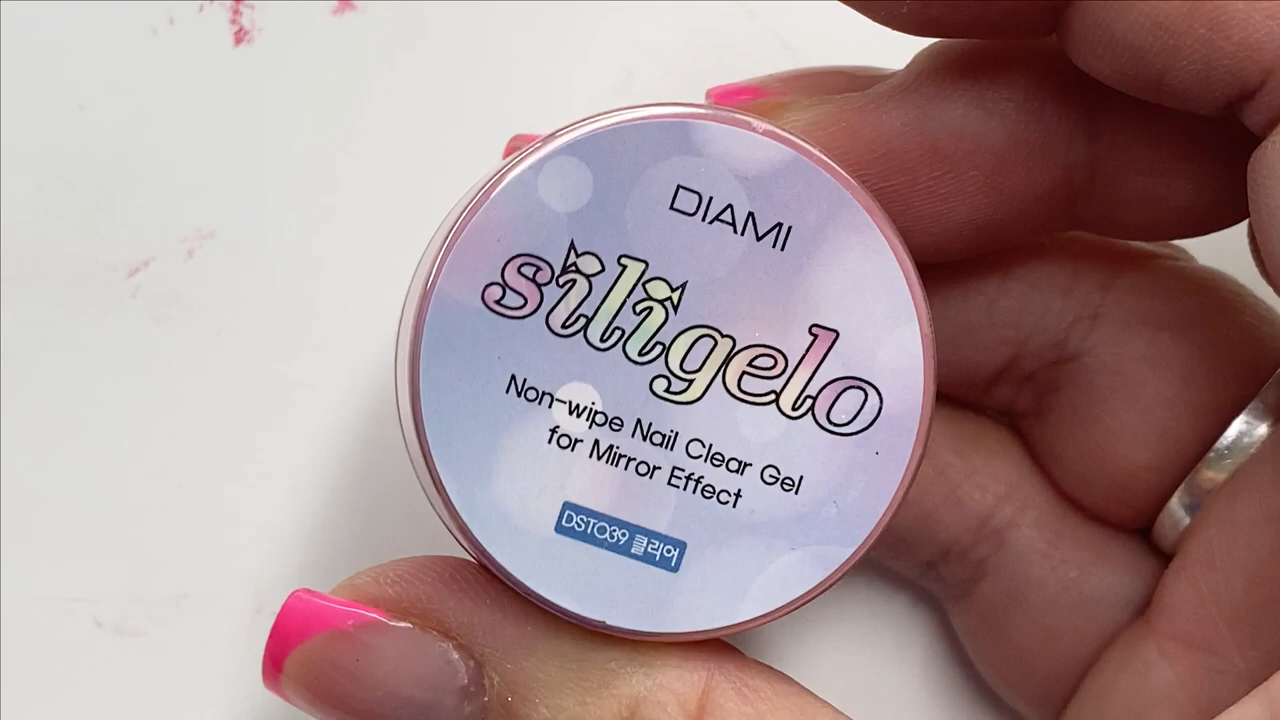 DIAMI
siligelo
Non-wipe Nail Clear Gel
for Mirror Effect
DST039 클리어